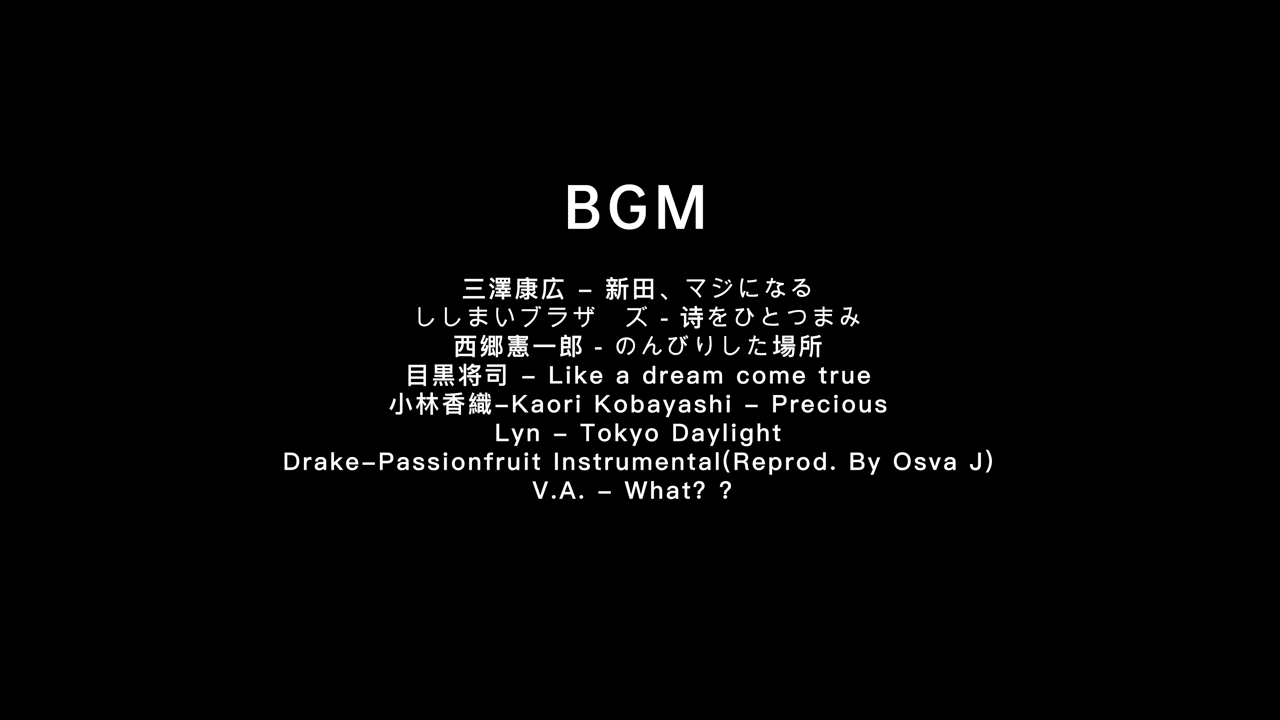 BGM
三澤康広 – 新田、マジになる
ししまいブラザ　ズ - 诗をひとつまみ
西郷憲一郎 - のんびりした場所
目黒将司 – Like a dream come true
小林香織–Kaori Kobayashi – Precious
Lyn – Tokyo Daylight
Drake–Passionfruit Instrumental(Reprod. By Osva J)
V.A. – What? ?